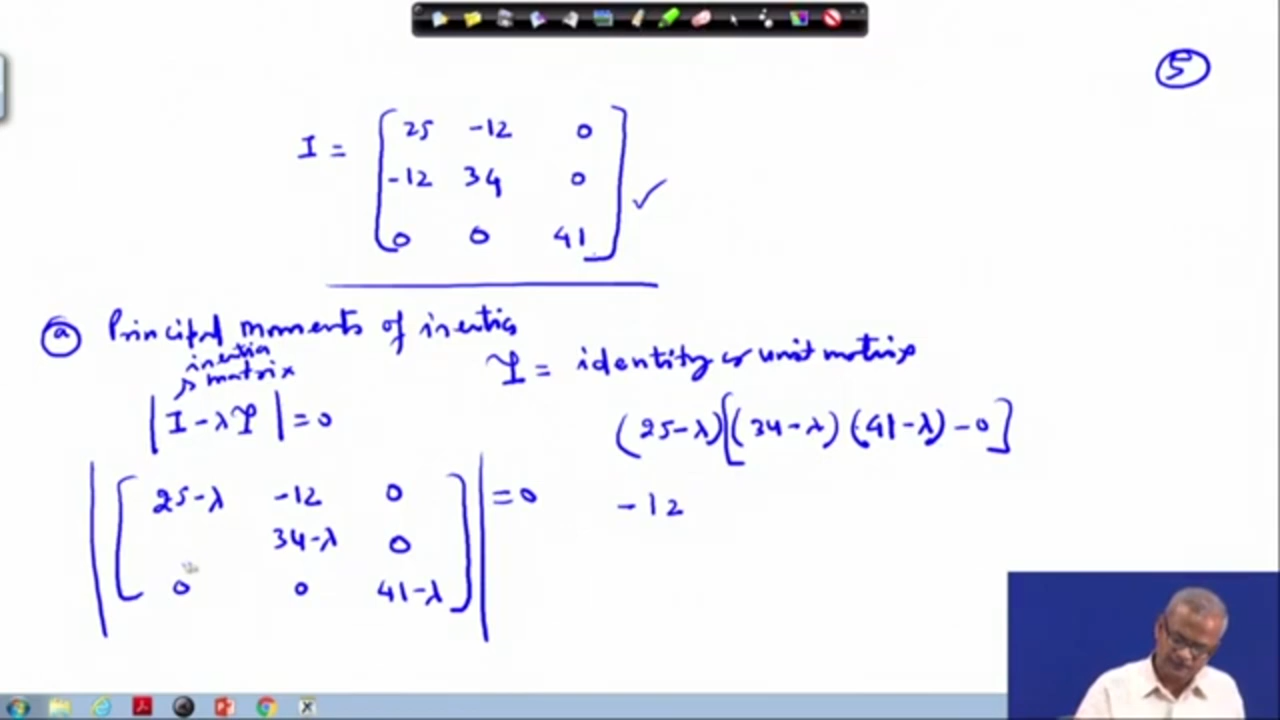 5
I = [ 25 -12 0
-12 34 0
0 0 41 ] ✓
(a) Principal moments of inertia
inertia
matrix
I = identity or unit matrix
|I - λI| = 0
(25-λ)[(34-λ)(41-λ)-0]
|[ 25-λ -12 0 ]| = 0
-12
34-λ 0
0 0 41-λ